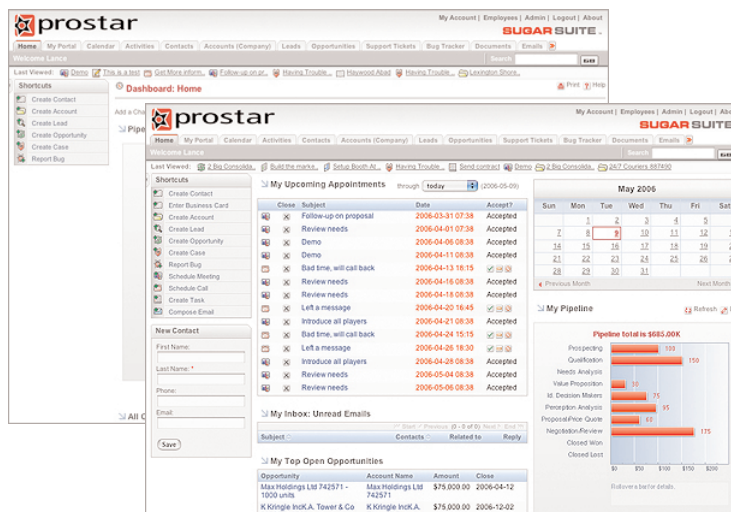 prostar
My Account | Employees | Admin | Logout | About
SUGAR SUITE
Home My Portal Calendar Activities Contacts Accounts (Company) Leads Opportunities Support Tickets Bug Tracker Documents Emails
Welcome Lance
Search
Last Viewed: Demo This is a test Get More inform.. Follow-up on pr.. Having Trouble ... Haywood Abad Having Trouble... Lexington Shore..
Shortcuts
Create Contact
Create Account
Create Lead
Create Opportunity
Create Case
Report Bug
Dashboard: Home
Print ? Help
Add a Cha
Pipe
All C
prostar
My Account | Employees | Admin | Logout | Abo
SUGAR SUITE
Home My Portal Calendar Activities Contacts Accounts (Company) Leads Opportunities Support Tickets Bug Tracker Documents Emails
Welcome Lance
Search
Last Viewed: 2 Big Consolida.. Build the marke.. Setup Booth At... Having Trouble ... Send contract Demo 2 Big Consolida.. 24/7 Couriers 887490
Shortcuts
Create Contact
Enter Business Card
Create Account
Create Lead
Create Opportunity
Create Case
Report Bug
Schedule Meeting
Schedule Call
Create Task
Compose Email
New Contact
First Name:
Last Name: *
Phone:
Email:
Save
My Upcoming Appointments through today (2006-05-09)
Close Subject Date Accept?
Follow-up on proposal 2006-03-31 07:38 Accepted
Review needs 2006-04-01 07:38 Accepted
Demo 2006-04-06 08:38 Accepted
Demo 2006-04-11 08:38 Accepted
Bad time, will call back 2006-04-13 18:15
Review needs 2006-04-16 08:38 Accepted
Review needs 2006-04-18 08:38 Accepted
Left a message 2006-04-20 16:45
Introduce all players 2006-04-21 08:38 Accepted
Bad time, will call back 2006-04-24 15:15
Left a message 2006-04-26 18:30
Introduce all players 2006-04-28 08:38 Accepted
Review needs 2006-05-04 08:38 Accepted
Review needs 2006-05-06 08:38 Accepted
My Inbox: Unread Emails
Start Previous (0 - 0 of 0) Next End
Subject Contacts Related to Reply
My Top Open Opportunities
Opportunity Account Name Amount Close
Max Holdings Ltd 742571 - 1000 units Max Holdings Ltd 742571 $75,000.00 2006-04-12
K Kringle IncK.A. Tower & Co K Kringle IncK.A. $75,000.00 2006-12-02
May 2006
Sun Mon Tue Wed Thu Fri Sat
1 2 3 4 5
7 8 9 10 11 12
14 15 16 17 18 19
21 22 23 24 25 26
28 29 30 31
Previous Month Next Month
My Pipeline
Refresh
Pipeline total is $685.00K
Prospecting 100
Qualification 150
Needs Analysis
Value Proposition 30
Id. Decision Makers 75
Perception Analysis 95
Proposal/Price Quote 60
Negotiation/Review 175
Closed Won
Closed Lost
$0 $50 $100 $150 $200
Rollover a bar for details.